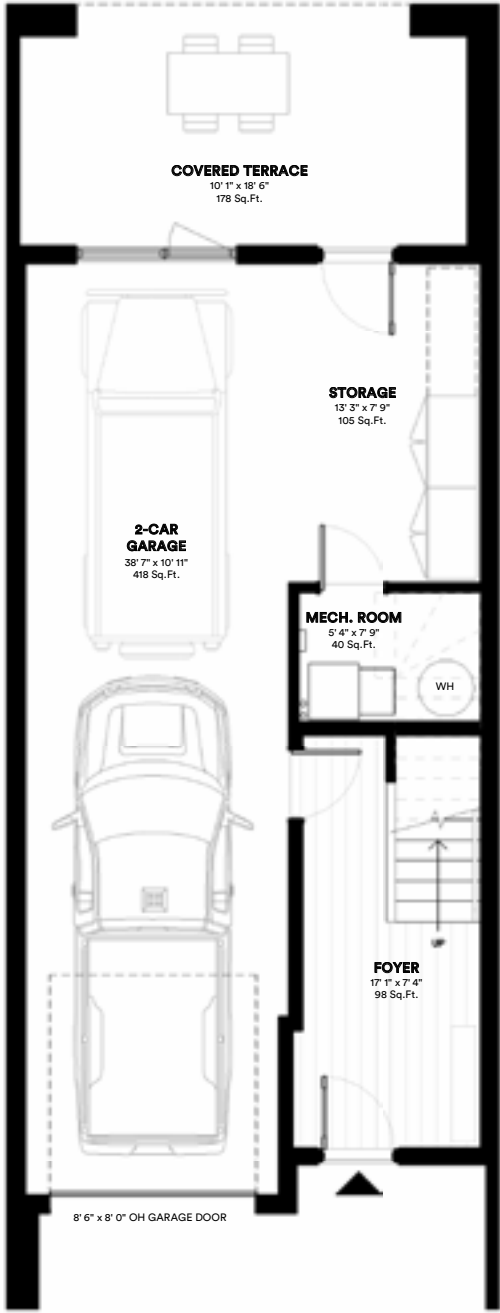 COVERED TERRACE
10' 1" x 18' 6"
178 Sq.Ft.
STORAGE
13' 3" x 7' 9"
105 Sq.Ft.
2-CAR
GARAGE
38' 7" x 10' 11"
418 Sq.Ft.
MECH. ROOM
5' 4" x 7' 9"
40 Sq.Ft.
WH
UP
FOYER
17' 1" x 7' 4"
98 Sq.Ft.
8' 6" x 8' 0" OH GARAGE DOOR